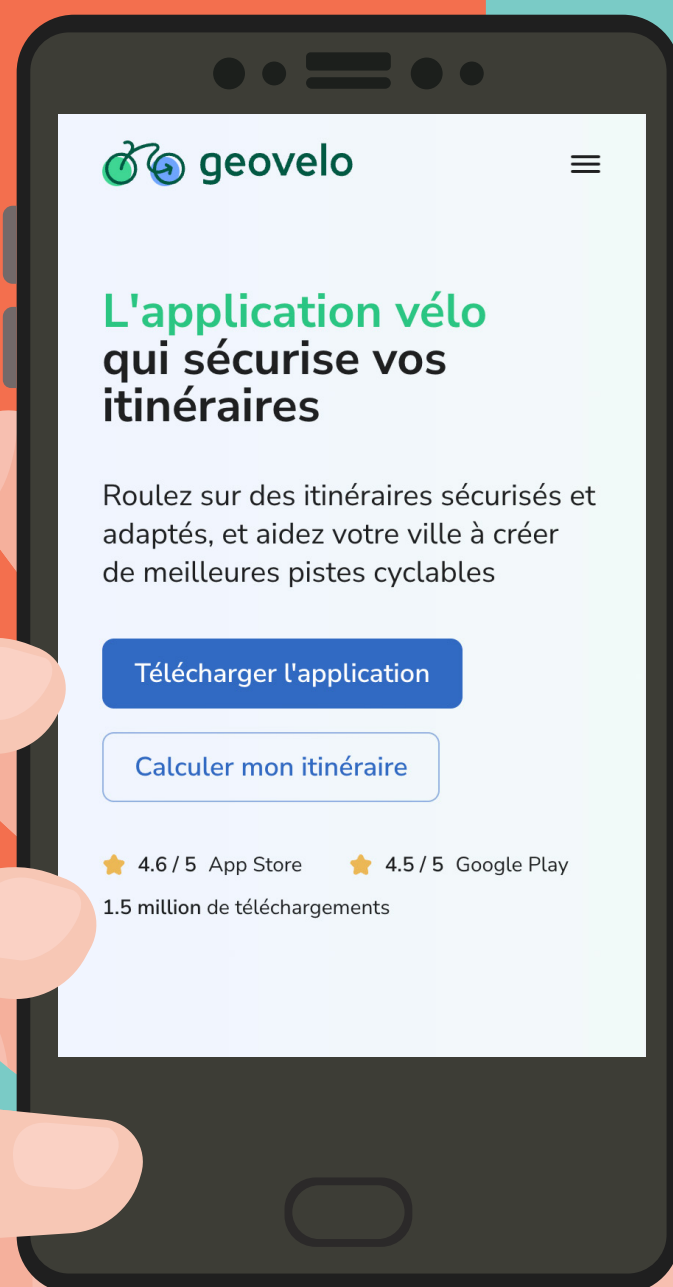 geovelo
L'application vélo
qui sécurise vos
itinéraires
Roulez sur des itinéraires sécurisés et
adaptés, et aidez votre ville à créer
de meilleures pistes cyclables
Télécharger l'application
Calculer mon itinéraire
4.6 / 5 App Store 4.5 / 5 Google Play
1.5 million de téléchargements